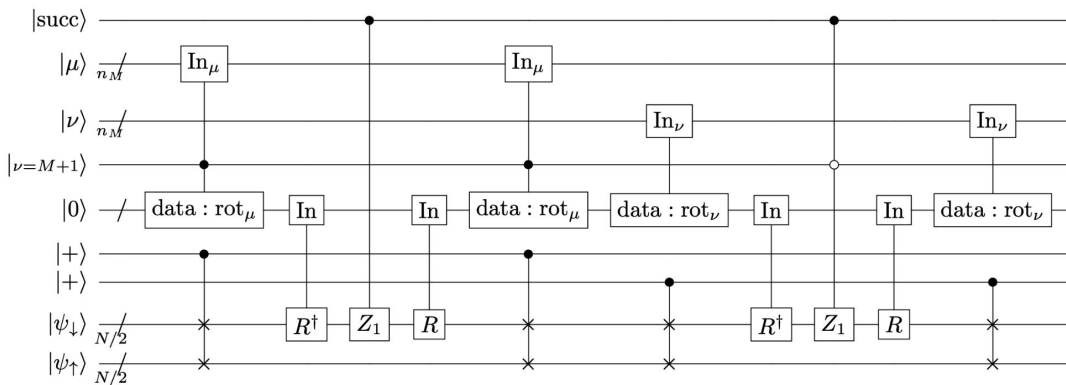 |succ⟩
|μ⟩ n_M In_μ In_μ
|ν⟩ n_M In_ν In_ν
|ν=M+1⟩
|0⟩ data : rot_μ In In data : rot_μ data : rot_ν In In data : rot_ν
|+⟩
|+⟩
|ψ_↓⟩ N/2 R† Z_1 R R† Z_1 R
|ψ_↑⟩ N/2